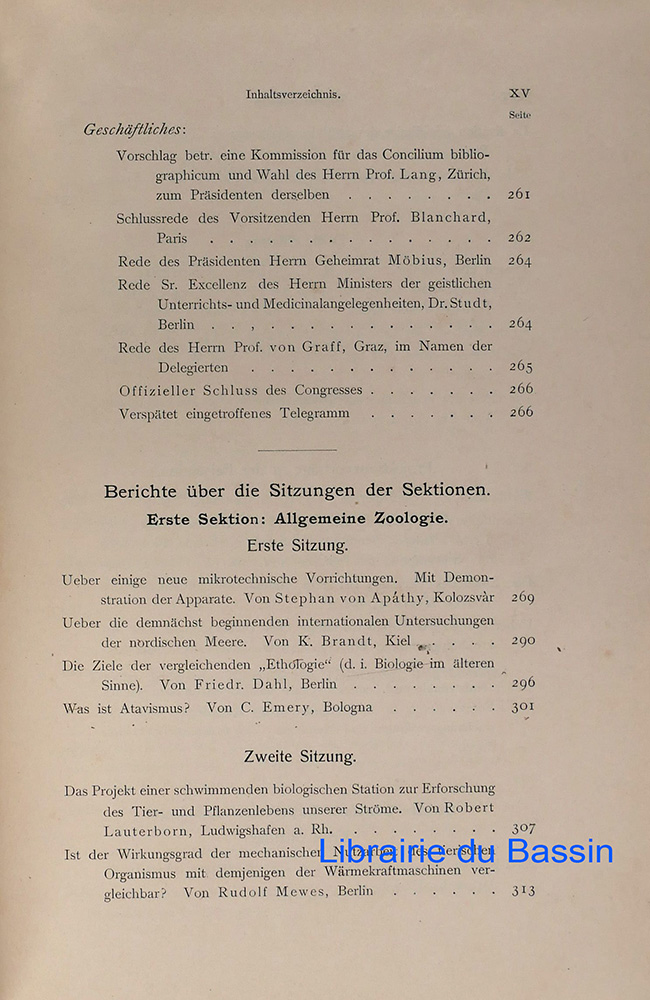 Inhaltsverzeichnis. XV
Seite
Geschäftliches:
Vorschlag betr. eine Kommission für das Concilium biblio-
graphicum und Wahl des Herrn Prof. Lang, Zürich,
zum Präsidenten derselben . . . . . . . . 261
Schlussrede des Vorsitzenden Herrn Prof. Blanchard,
Paris . . . . . . . . . . . . . . . 262
Rede des Präsidenten Herrn Geheimrat Möbius, Berlin 264
Rede Sr. Excellenz des Herrn Ministers der geistlichen
Unterrichts- und Medicinalangelegenheiten, Dr. Studt,
Berlin . . , . . . . . . . . . . . . 264
Rede des Herrn Prof. von Graff, Graz, im Namen der
Delegierten . . . . . . . . . . . . . 265
Offizieller Schluss des Congresses . . . . . . . 266
Verspätet eingetroffenes Telegramm . . . . . . . 266
Berichte über die Sitzungen der Sektionen.
Erste Sektion: Allgemeine Zoologie.
Erste Sitzung.
Ueber einige neue mikrotechnische Vorrichtungen. Mit Demon-
stration der Apparate. Von Stephan von Apáthy, Kolozsvàr 269
Ueber die demnächst beginnenden internationalen Untersuchungen
der nordischen Meere. Von K. Brandt, Kiel . . . . . 290
Die Ziele der vergleichenden „Ethologie“ (d. i. Biologie im älteren
Sinne). Von Friedr. Dahl, Berlin . . . . . . . . 296
Was ist Atavismus? Von C. Emery, Bologna . . . . . . 301
Zweite Sitzung.
Das Projekt einer schwimmenden biologischen Station zur Erforschung
des Tier- und Pflanzenlebens unserer Ströme. Von Robert
Lauterborn, Ludwigshafen a. Rh. . . . . . . . . . 307
Ist der Wirkungsgrad der mechanischen Nutzarbeit des tierischen
Librairie du Bassin
Organismus mit demjenigen der Wärmekraftmaschinen ver-
gleichbar? Von Rudolf Mewes, Berlin . . . . . . 313